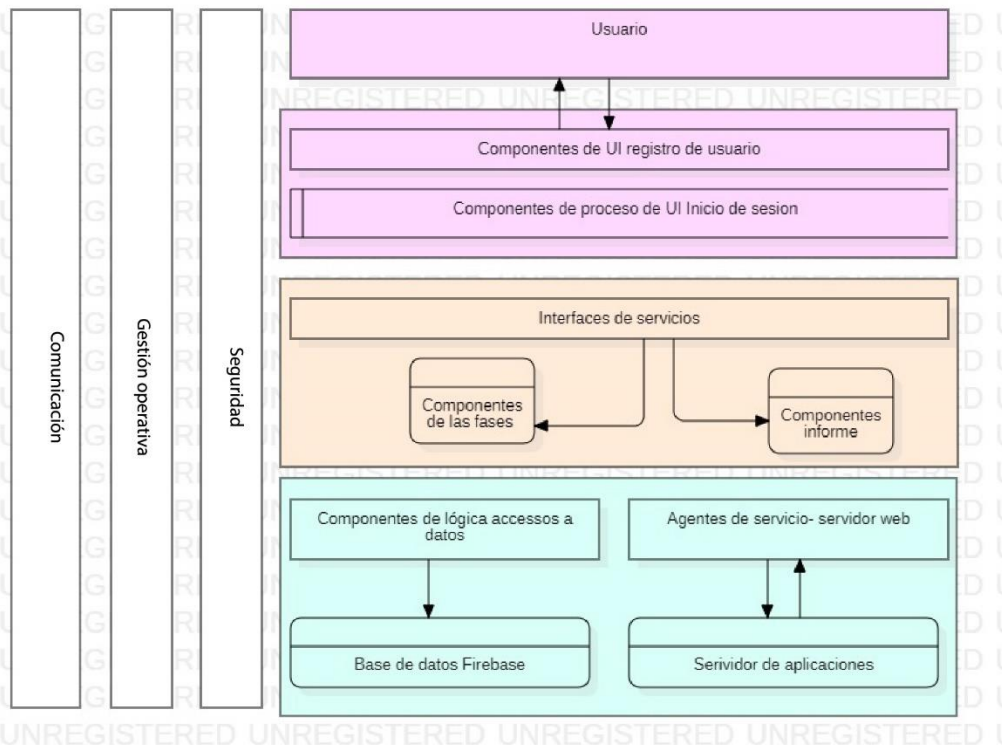 Comunicación
Gestión operativa
Seguridad
Usuario
Componentes de UI registro de usuario
Componentes de proceso de UI Inicio de sesion
Interfaces de servicios
Componentes
de las fases
Componentes
informe
Componentes de lógica accessos a
datos
Agentes de servicio- servidor web
Base de datos Firebase
Serividor de aplicaciones
UNREGISTERED UNREGISTERED UNREGISTERED UNREGISTERED